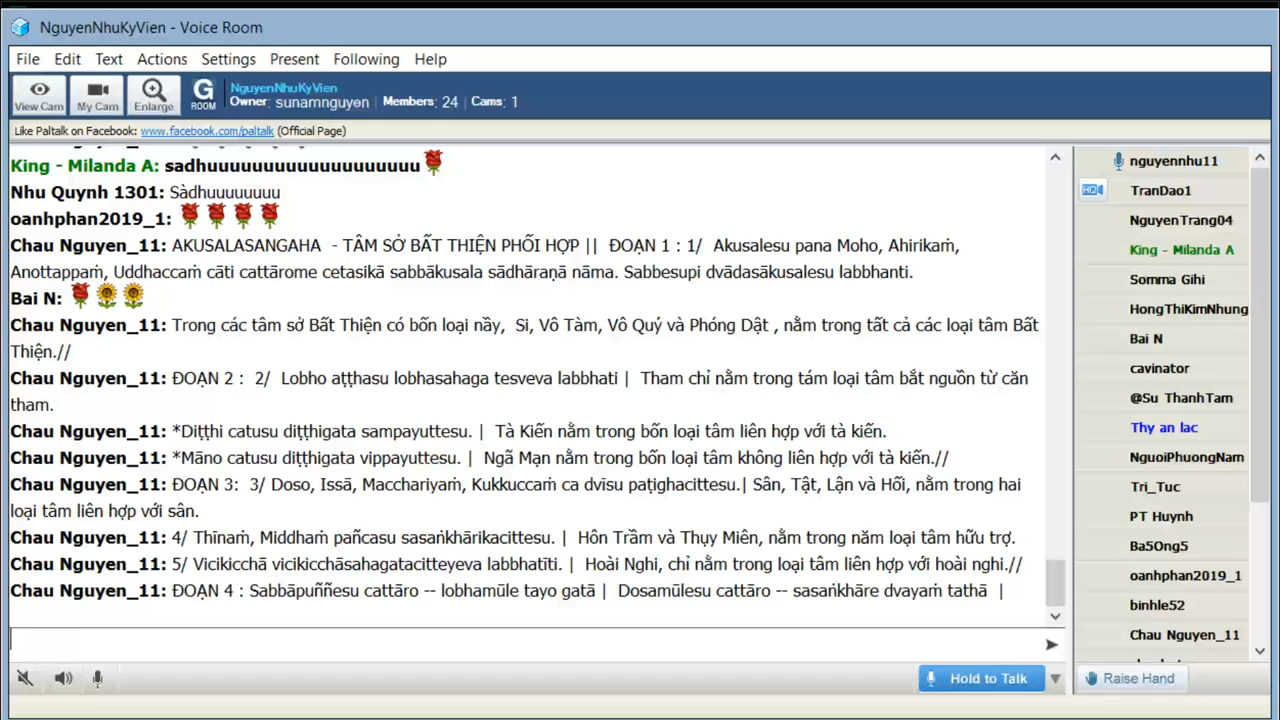 NguyenNhuKyVien - Voice Room
File Edit Text Actions Settings Present Following Help
View Cam My Cam Enlarge G ROOM
NguyenNhuKyVien
Owner: sunamnguyen | Members: 24 | Cams: 1
Like Paltalk on Facebook: www.facebook.com/paltalk (Official Page)
King - Milanda A: sadhuuuuuuuuuuuuuuuuuuu
Nhu Quynh 1301: Sàdhuuuuuuuu
oanhphan2019_1:
Chau Nguyen_11: AKUSALASANGAHA - TÂM SỞ BẤT THIỆN PHỐI HỢP || ĐOẠN 1 : 1/ Akusalesu pana Moho, Ahirikaṁ,
Anottappaṁ, Uddhaccaṁ cāti cattārome cetasikā sabbākusala sādhāraṇā nāma. Sabbesupi dvādasākusalesu labbhanti.
Bai N:
Chau Nguyen_11: Trong các tâm sở Bất Thiện có bốn loại nầy, Si, Vô Tàm, Vô Quý và Phóng Dật , nằm trong tất cả các loại tâm Bất
Thiện.//
Chau Nguyen_11: ĐOẠN 2 : 2/ Lobho aṭṭhasu lobhasahaga tesveva labbhati | Tham chỉ nằm trong tám loại tâm bắt nguồn từ căn
tham.
Chau Nguyen_11: *Diṭṭhi catusu diṭṭhigata sampayuttesu. | Tà Kiến nằm trong bốn loại tâm liên hợp với tà kiến.
Chau Nguyen_11: *Māno catusu diṭṭhigata vippayuttesu. | Ngã Mạn nằm trong bốn loại tâm không liên hợp với tà kiến.//
Chau Nguyen_11: ĐOẠN 3: 3/ Doso, Issā, Macchariyaṁ, Kukkuccaṁ ca dvīsu paṭighacittesu.| Sân, Tật, Lận và Hối, nằm trong hai
loại tâm liên hợp với sân.
Chau Nguyen_11: 4/ Thīnaṁ, Middhaṁ pañcasu sasaṅkhārikacittesu. | Hôn Trầm và Thụy Miên, nằm trong năm loại tâm hữu trợ.
Chau Nguyen_11: 5/ Vicikicchā vicikicchāsahagatacitteyeva labbhatīti. | Hoài Nghi, chỉ nằm trong loại tâm liên hợp với hoài nghi.//
Chau Nguyen_11: ĐOẠN 4 : Sabbāpuññesu cattāro -- lobhamūle tayo gatā | Dosamūlesu cattāro -- sasaṅkhāre dvayaṁ tathā |
Hold to Talk
nguyennhu11
TranDao1
NguyenTrang04
King - Milanda A
Somma Gihi
HongThiKimNhung
Bai N
cavinator
@Su ThanhTam
Thy an lac
NguoiPhuongNam
Tri_Tuc
PT Huynh
Ba5Ong5
oanhphan2019_1
binhle52
Chau Nguyen_11
Raise Hand